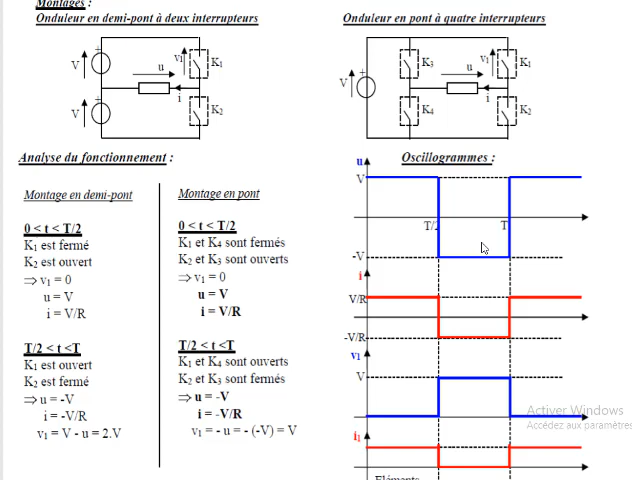 Montages :
Onduleur en demi-pont à deux interrupteurs
Onduleur en pont à quatre interrupteurs
V
+
V
+
u
i
v1
K1
K2
V
+
K3
K4
u
i
v1
K1
K2
Analyse du fonctionnement :
Montage en demi-pont
0 < t < T/2
K1 est fermé
K2 est ouvert
⇒ v1 = 0
u = V
i = V/R
T/2 < t <T
K1 est ouvert
K2 est fermé
⇒ u = -V
i = -V/R
v1 = V - u = 2.V
Montage en pont
0 < t < T/2
K1 et K4 sont fermés
K2 et K3 sont ouverts
⇒ v1 = 0
u = V
i = V/R
T/2 < t <T
K1 et K4 sont ouverts
K2 et K3 sont fermés
⇒ u = -V
i = -V/R
v1 = - u = - (-V) = V
Oscillogrammes :
u
V
T/2
T
-V
i
V/R
-V/R
v1
V
i1
Eléments
Activer Windows
Accédez aux paramètres